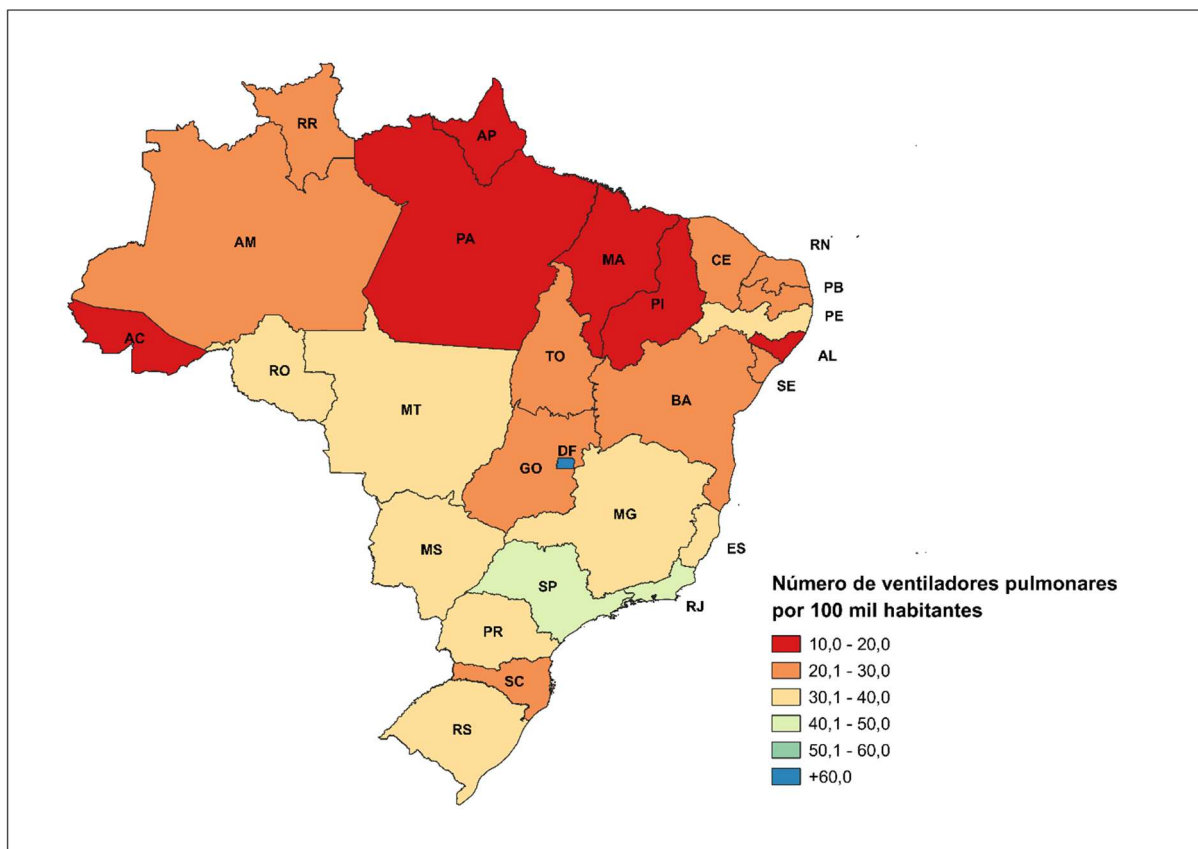 RR
AP
AM
PA
MA
CE
RN
PB
PI
PE
AC
TO
AL
RO
SE
MT
BA
DF
GO
MG
MS
ES
SP
RJ
PR
SC
RS
Número de ventiladores pulmonares
por 100 mil habitantes
10,0 - 20,0
20,1 - 30,0
30,1 - 40,0
40,1 - 50,0
50,1 - 60,0
+60,0